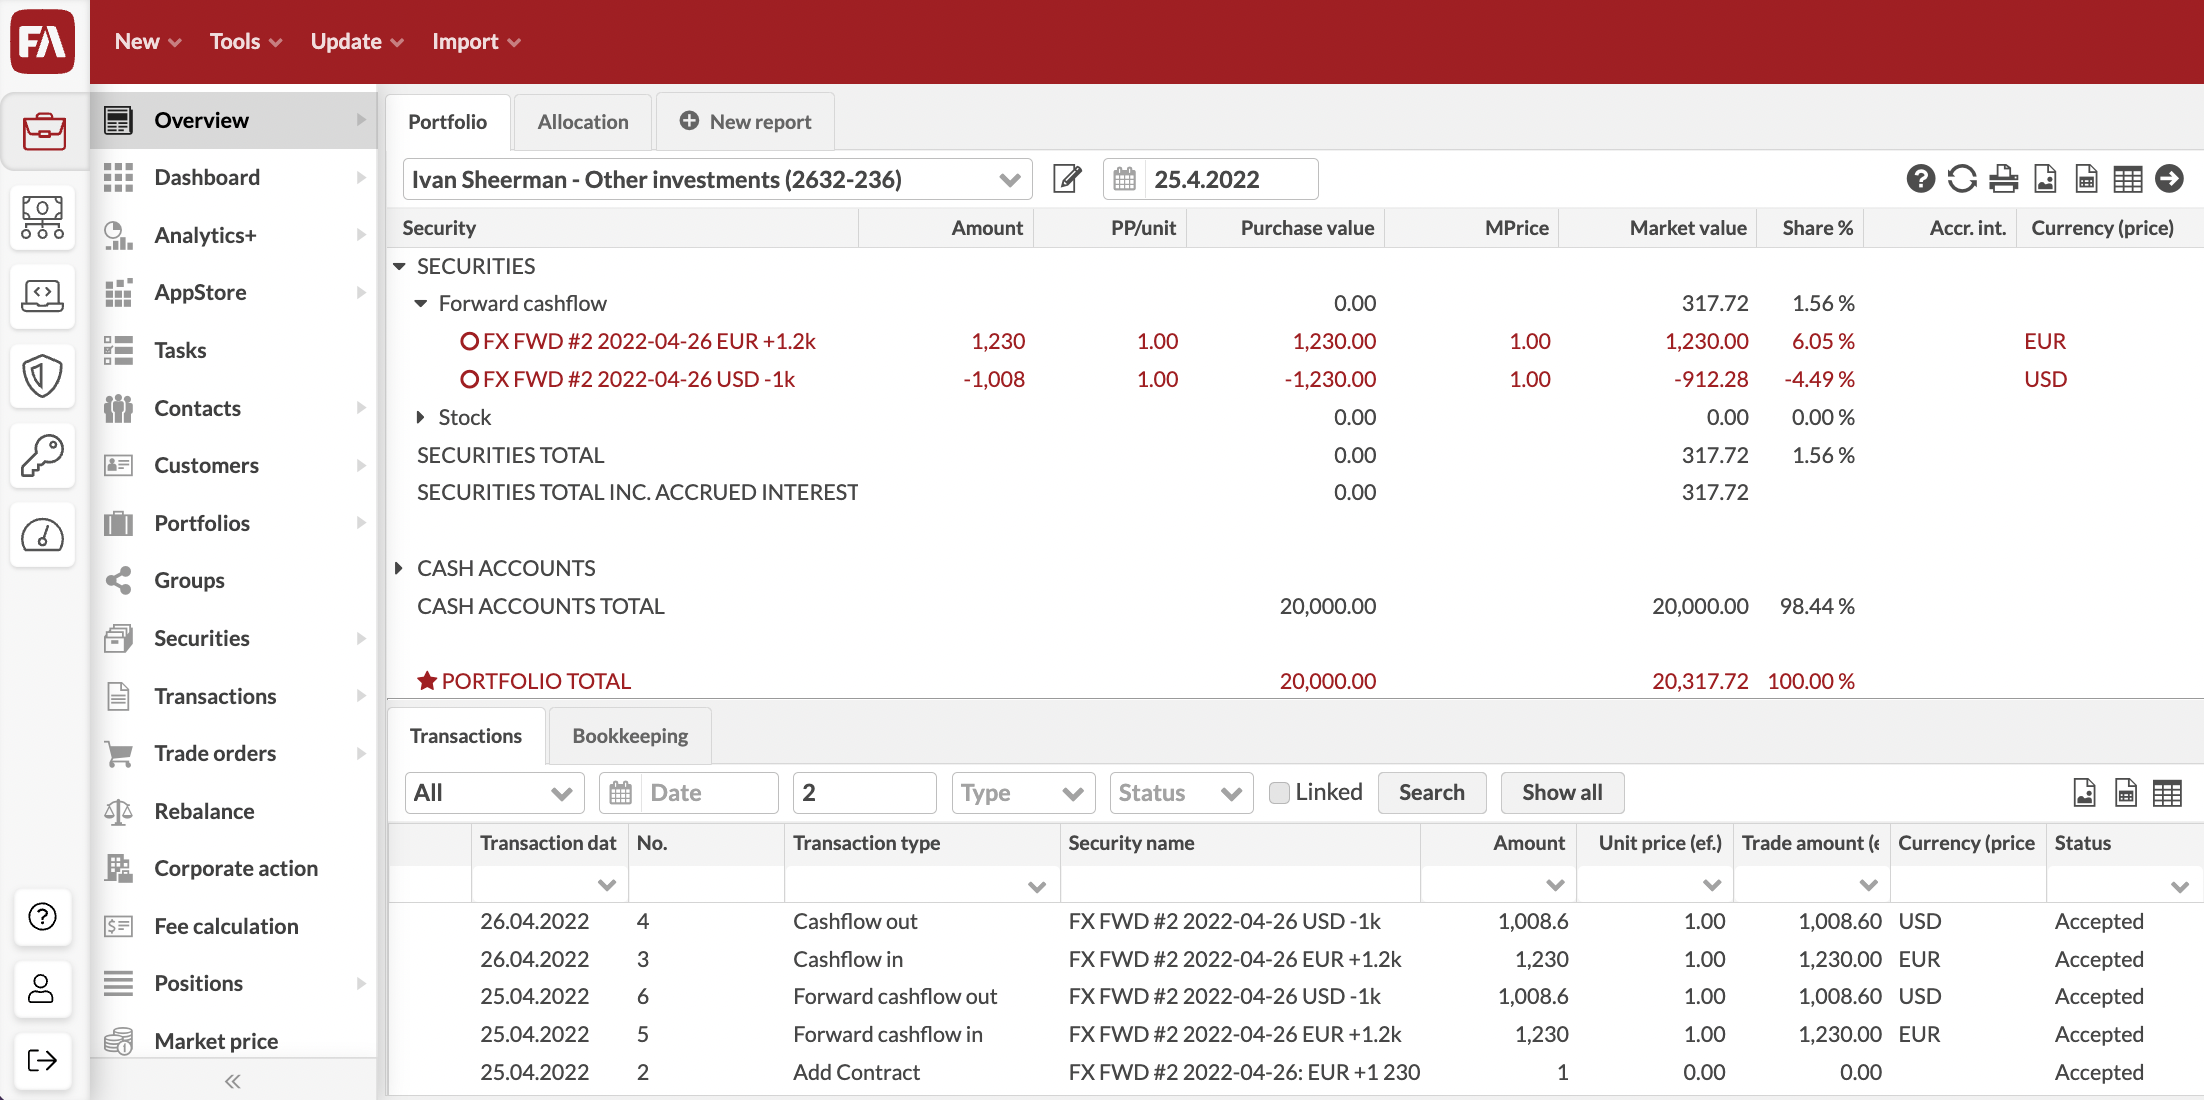 FA
New Tools Update Import
Overview
Dashboard
Analytics+
AppStore
Tasks
Contacts
Customers
Portfolios
Groups
Securities
Transactions
Trade orders
Rebalance
Corporate action
Fee calculation
Positions
Market price
Portfolio Allocation New report
Ivan Sheerman - Other investments (2632-236) 25.4.2022
Security Amount PP/unit Purchase value MPrice Market value Share % Accr. int. Currency (price)
SECURITIES
Forward cashflow 0.00 317.72 1.56 %
FX FWD #2 2022-04-26 EUR +1.2k 1,230 1.00 1,230.00 1.00 1,230.00 6.05 % EUR
FX FWD #2 2022-04-26 USD -1k -1,008 1.00 -1,230.00 1.00 -912.28 -4.49 % USD
Stock 0.00 0.00 0.00 %
SECURITIES TOTAL 0.00 317.72 1.56 %
SECURITIES TOTAL INC. ACCRUED INTEREST 0.00 317.72
CASH ACCOUNTS
CASH ACCOUNTS TOTAL 20,000.00 20,000.00 98.44 %
PORTFOLIO TOTAL 20,000.00 20,317.72 100.00 %
Transactions Bookkeeping
All Date 2 Type Status Linked Search Show all
Transaction dat No. Transaction type Security name Amount Unit price (ef.) Trade amount (e Currency (price Status
26.04.2022 4 Cashflow out FX FWD #2 2022-04-26 USD -1k 1,008.6 1.00 1,008.60 USD Accepted
26.04.2022 3 Cashflow in FX FWD #2 2022-04-26 EUR +1.2k 1,230 1.00 1,230.00 EUR Accepted
25.04.2022 6 Forward cashflow out FX FWD #2 2022-04-26 USD -1k 1,008.6 1.00 1,008.60 USD Accepted
25.04.2022 5 Forward cashflow in FX FWD #2 2022-04-26 EUR +1.2k 1,230 1.00 1,230.00 EUR Accepted
25.04.2022 2 Add Contract FX FWD #2 2022-04-26: EUR +1 230 1 0.00 0.00 Accepted